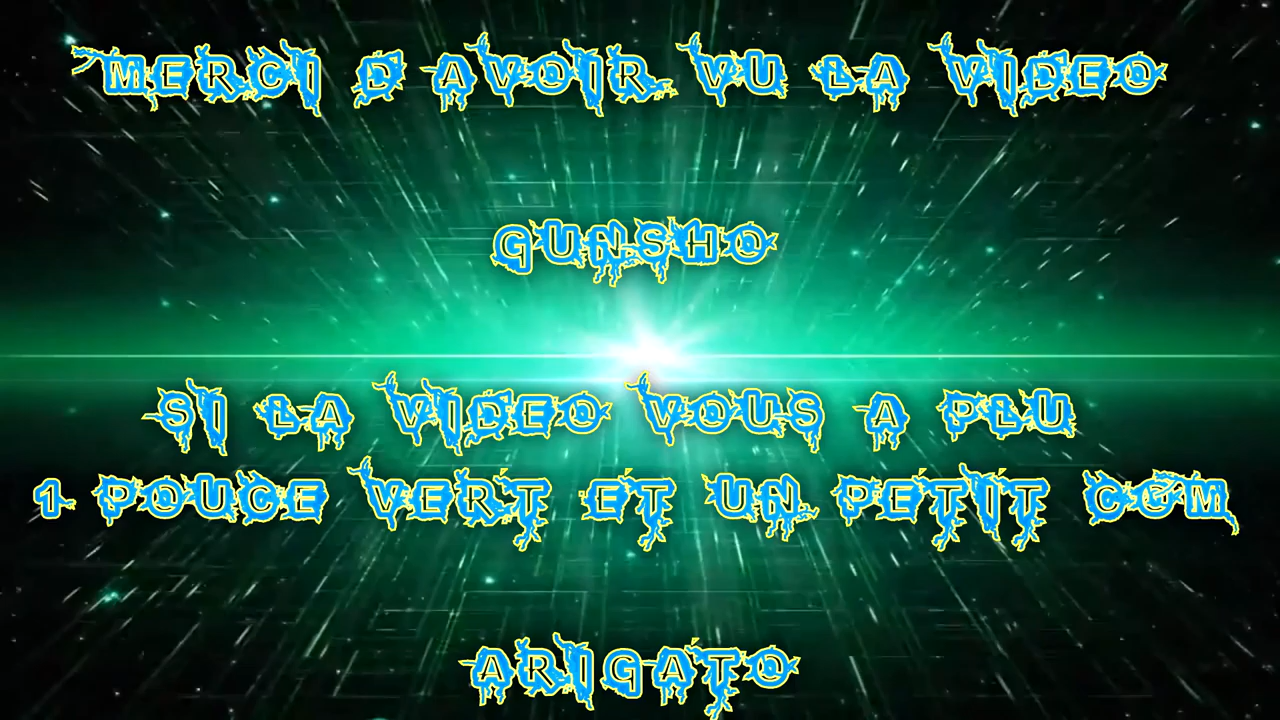 MERCI D AVOIR VU LA VIDEO
GUNSHO
SI LA VIDEO VOUS A PLU
1 POUCE VERT ET UN PETIT COM
ARIGATO